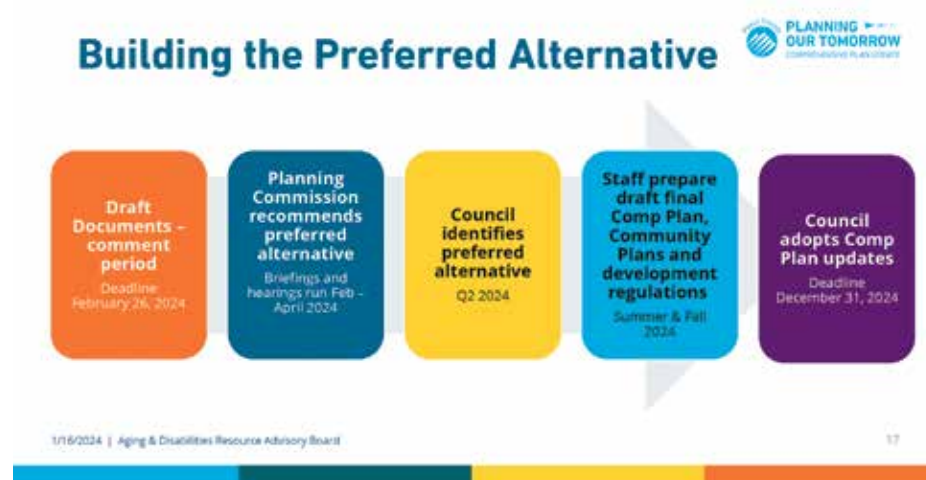 Building the Preferred Alternative
PLANNING
OUR TOMORROW
COMPREHENSIVE PLAN UPDATE
Draft
Documents –
comment
period
Deadline
February 26, 2024
Planning
Commission
recommends
preferred
alternative
Briefings and
hearings run Feb –
April 2024
Council
identifies
preferred
alternative
Q2 2024
Staff prepare
draft final
Comp Plan,
Community
Plans and
development
regulations
Summer & Fall
2024
Council
adopts Comp
Plan updates
Deadline
December 31, 2024
1/16/2024 | Aging & Disabilities Resource Advisory Board
17